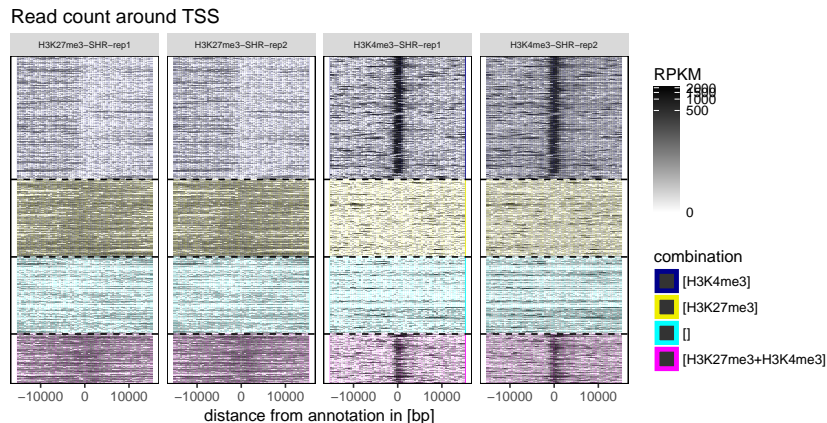 Read count around TSS
H3K27me3−SHR−rep1 H3K27me3−SHR−rep2 H3K4me3−SHR−rep1 H3K4me3−SHR−rep2
RPKM
2000
1500
1000
500
0
combination
[H3K4me3]
[H3K27me3]
[]
[H3K27me3+H3K4me3]
−10000 0 10000 −10000 0 10000 −10000 0 10000 −10000 0 10000
distance from annotation in [bp]